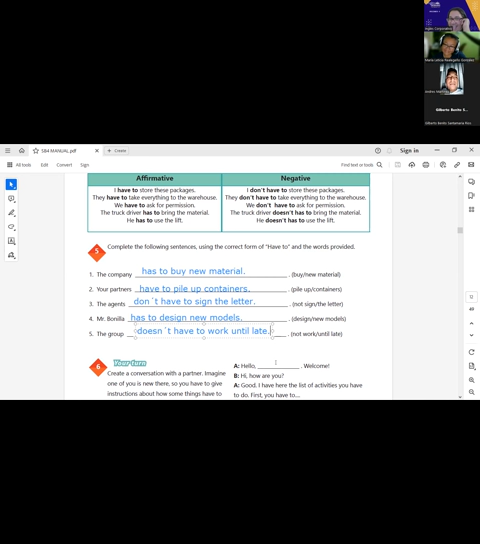 SB4 MANUAL.pdf
Create
Sign in
All tools
Edit
Convert
Sign
Find text or tools
Affirmative
Negative
I have to store these packages.
They have to take everything to the warehouse.
We have to ask for permission.
The truck driver has to bring the material.
He has to use the lift.
I don't have to store these packages.
They don't have to take everything to the warehouse.
We don't have to ask for permission.
The truck driver doesn't has to bring the material.
He doesn't has to use the lift.
5 Complete the following sentences, using the correct form of "Have to" and the words provided.
1. The company has to buy new material. . (buy/new material)
2. Your partners have to pile up containers. . (pile up/containers)
3. The agents don´t have to sign the letter. . (not sign/the letter)
4. Mr. Bonilla has to design new models. . (design/new models)
5. The group doesn´t have to work until late. . (not work/until late)
6 Your turn
Create a conversation with a partner. Imagine
one of you is new there, so you have to give
instructions about how some things have to
A: Hello, ____________ . Welcome!
B: Hi, how are you?
A: Good. I have here the list of activities you have
to do. First, you have to...
12